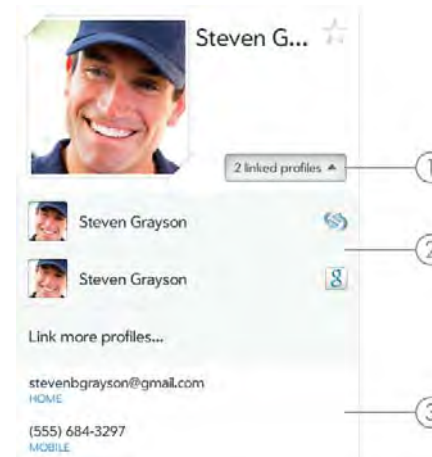 Steven G...
2 linked profiles
1
Steven Grayson
2
Steven Grayson
8
Link more profiles...
stevenbgrayson@gmail.com
HOME
3
(555) 684-3297
MOBILE